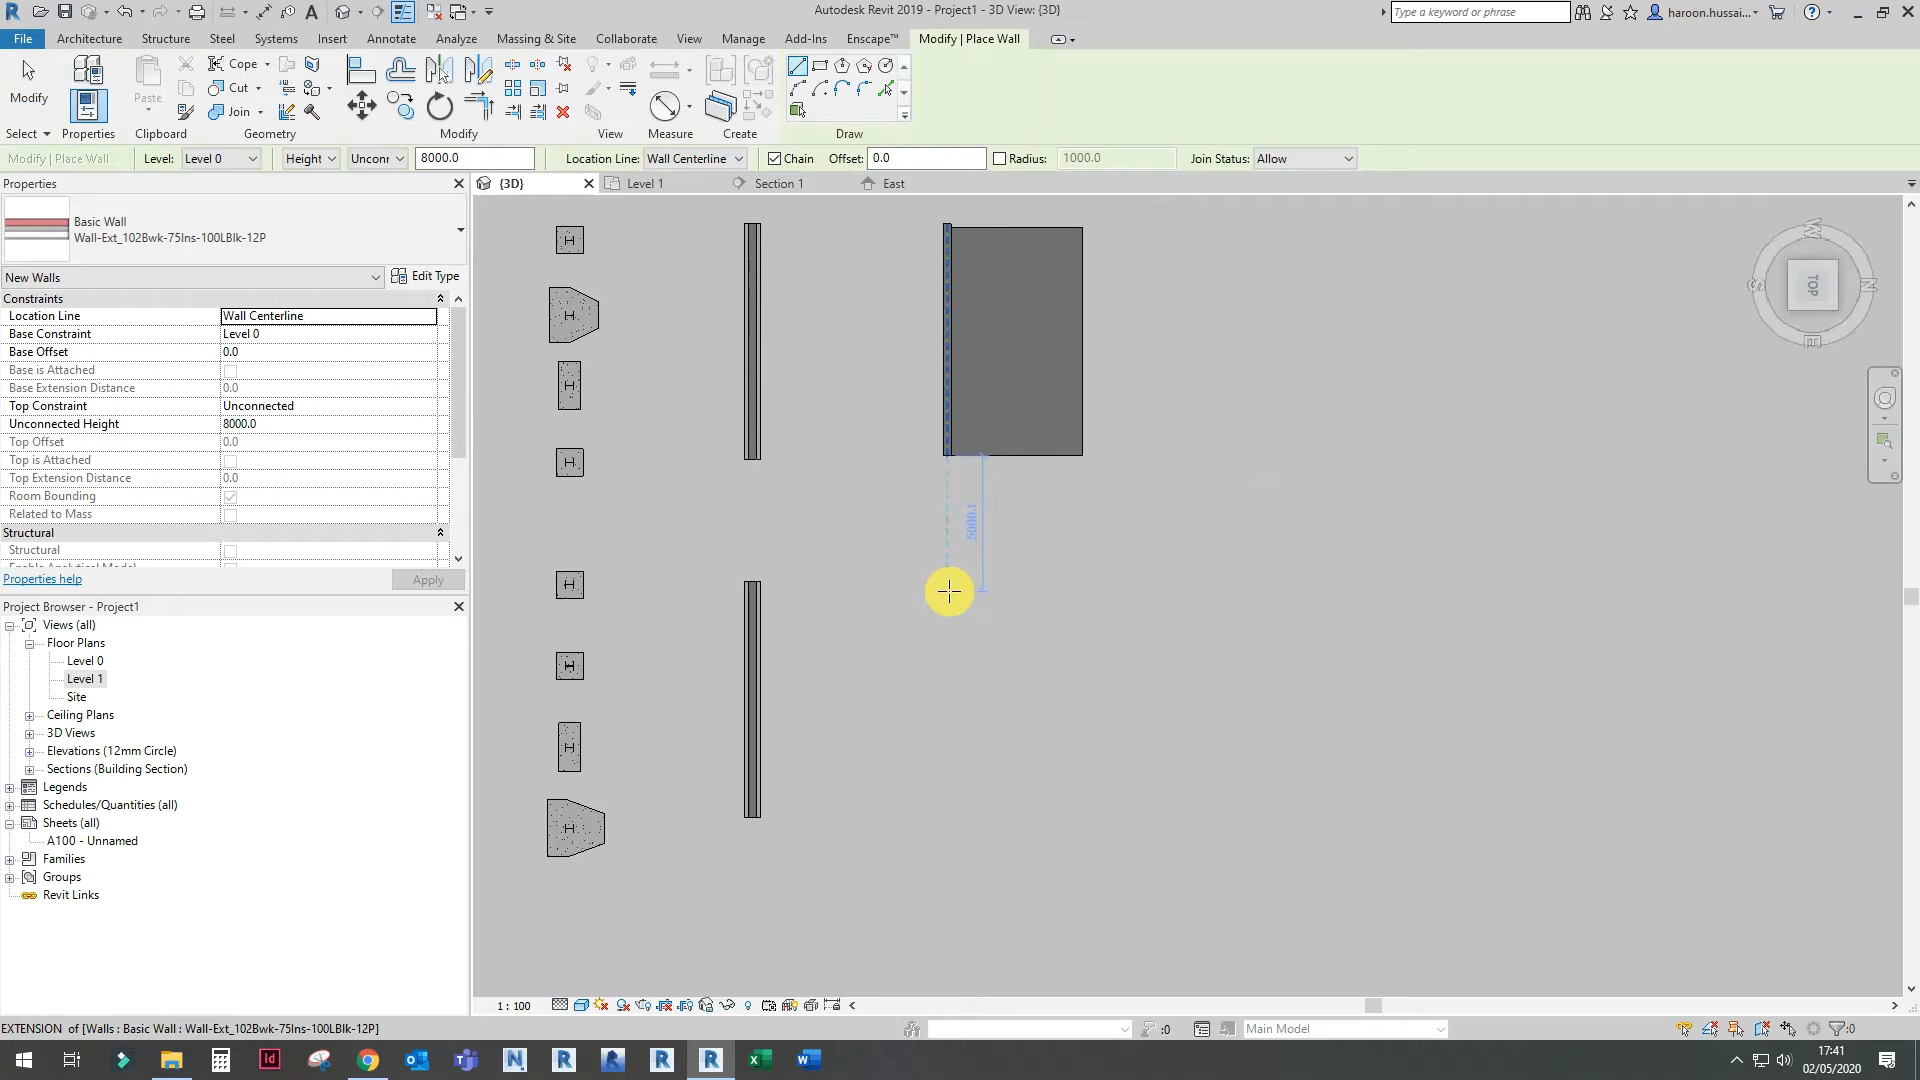 Autodesk Revit 2019 - Project1 - 3D View: {3D}
Type a keyword or phrase
haroon.hussai...
File Architecture Structure Steel Systems Insert Annotate Analyze Massing & Site Collaborate View Manage Add-Ins Enscape™ Modify | Place Wall
Modify
Paste
Cope
Cut
Join
Select Properties Clipboard Geometry Modify View Measure Create Draw
Modify | Place Wall Level: Level 0 Height Unconr 8000.0 Location Line: Wall Centerline Chain Offset: 0.0 Radius: 1000.0 Join Status: Allow
Properties
{3D} Level 1 Section 1 East
Basic Wall
Wall-Ext_102Bwk-75Ins-100LBlk-12P
New Walls Edit Type
Constraints
Location Line Wall Centerline
Base Constraint Level 0
Base Offset 0.0
Base is Attached
Base Extension Distance 0.0
Top Constraint Unconnected
Unconnected Height 8000.0
Top Offset 0.0
Top is Attached
Top Extension Distance 0.0
Room Bounding
Related to Mass
Structural
Structural
Properties help Apply
Project Browser - Project1
Views (all)
Floor Plans
Level 0
Level 1
Site
Ceiling Plans
3D Views
Elevations (12mm Circle)
Sections (Building Section)
Legends
Schedules/Quantities (all)
Sheets (all)
A100 - Unnamed
Families
Groups
Revit Links
TOP
W
N
S
E
1 : 100
EXTENSION of [Walls : Basic Wall : Wall-Ext_102Bwk-75Ins-100LBlk-12P]
:0
Main Model
:0
17:41
02/05/2020